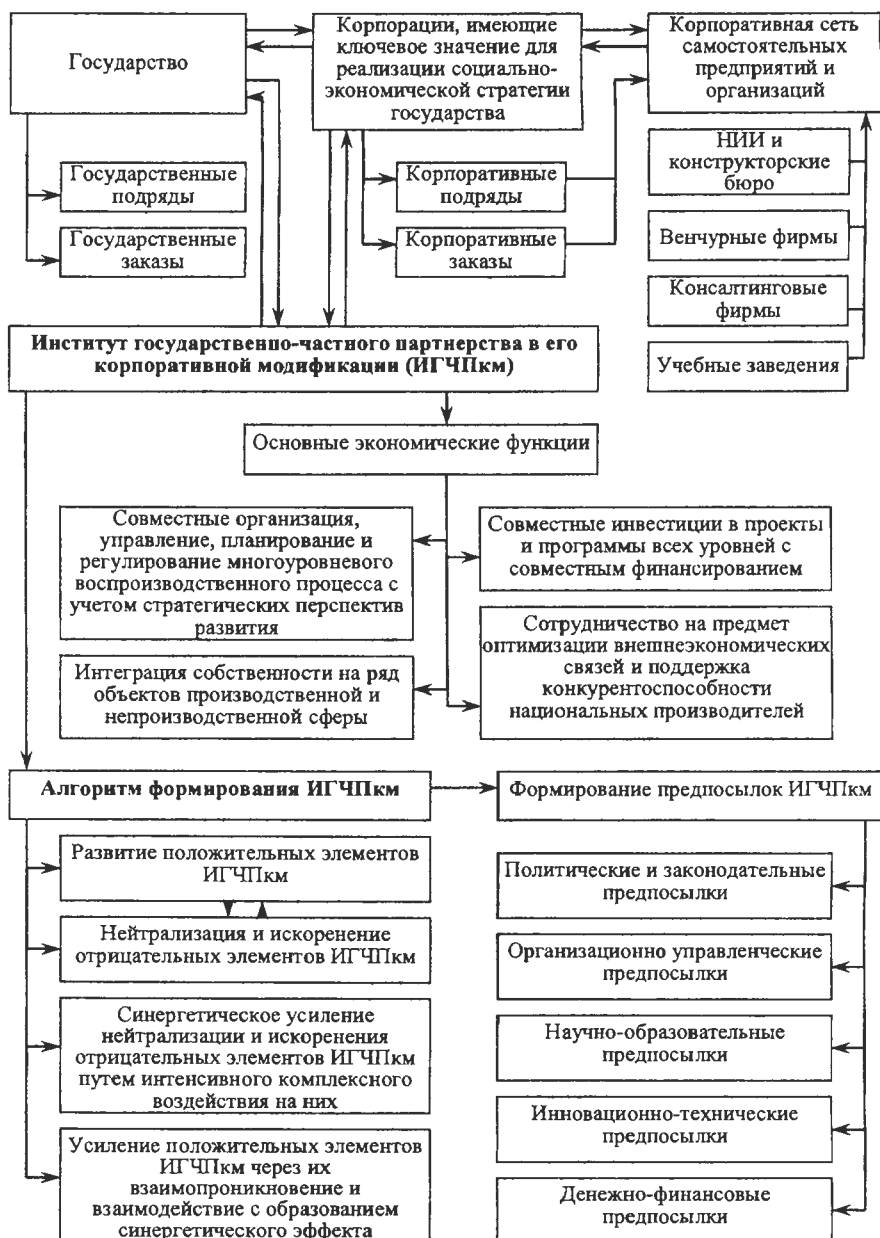 Государство
Корпорации, имеющие
ключевое значение для
реализации социально-
экономической стратегии
государства
Корпоративная сеть
самостоятельных
предприятий и
организаций
Государственные
подряды
Государственные
заказы
Корпоративные
подряды
Корпоративные
заказы
НИИ и
конструкторские
бюро
Венчурные фирмы
Консалтинговые
фирмы
Учебные заведения
Институт государственно-частного партнерства в его
корпоративной модификации (ИГЧПкм)
Основные экономические функции
Совместные организация,
управление, планирование и
регулирование многоуровневого
воспроизводственного процесса с
учетом стратегических перспектив
развития
Совместные инвестиции в проекты
и программы всех уровней с
совместным финансированием
Интеграция собственности на ряд
объектов производственной и
непроизводственной сферы
Сотрудничество на предмет
оптимизации внешнеэкономических
связей и поддержка
конкурентоспособности
национальных производителей
Алгоритм формирования ИГЧПкм
Формирование предпосылок ИГЧПкм
Развитие положительных элементов
ИГЧПкм
Нейтрализация и искоренение
отрицательных элементов ИГЧПкм
Синергетическое усиление
нейтрализации и искоренения
отрицательных элементов ИГЧПкм
путем интенсивного комплексного
воздействия на них
Усиление положительных элементов
ИГЧПкм через их
взаимопроникновение и
взаимодействие с образованием
синергетического эффекта
Политические и законодательные
предпосылки
Организационно управленческие
предпосылки
Научно-образовательные
предпосылки
Инновационно-технические
предпосылки
Денежно-финансовые
предпосылки